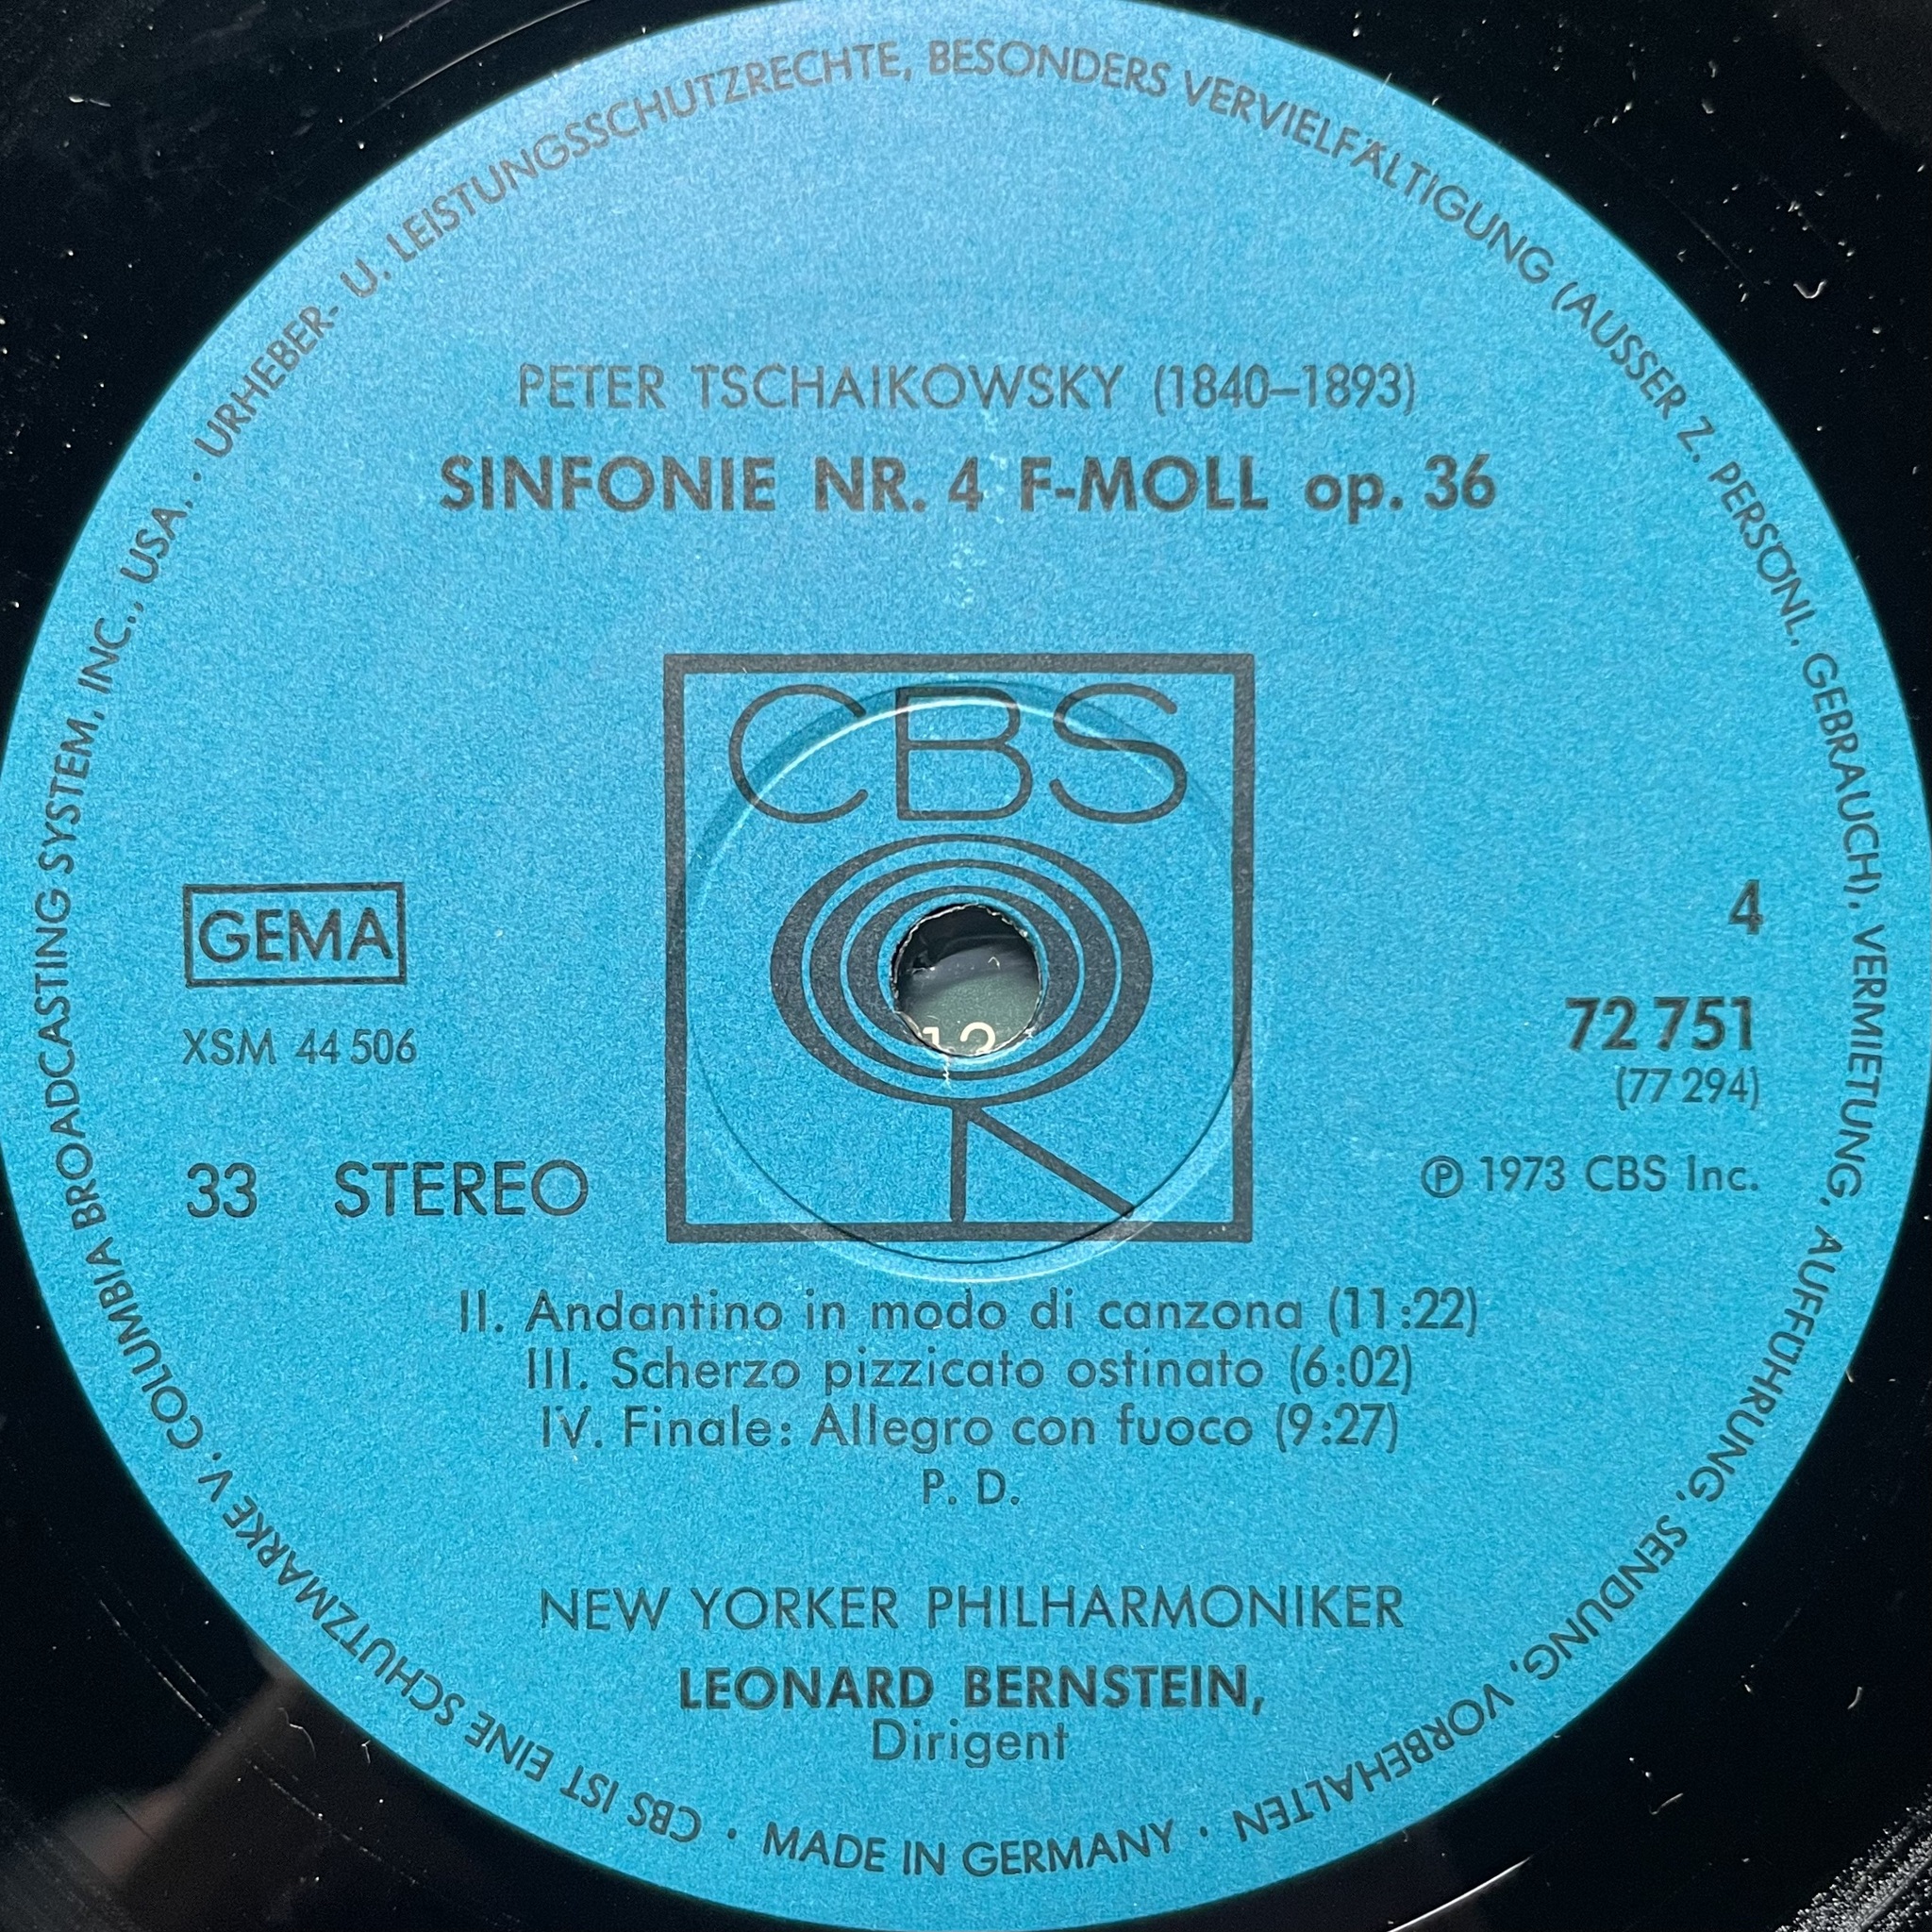 CBS IST EINE SCHUTZMARKE V. COLUMBIA BROADCASTING SYSTEM, INC., USA. · URHEBER- U. LEISTUNGSSCHUTZRECHTE, BESONDERS VERVIELFÄLTIGUNG (AUSSER Z. PERSÖNL. GEBRAUCH), VERMIETUNG, AUFFÜHRUNG, SENDUNG, VORBEHALTEN · MADE IN GERMANY ·
PETER TSCHAIKOWSKY (1840–1893)
SINFONIE NR. 4 F-MOLL op. 36
CBS
GEMA
4
XSM 44 506
72 751
(77 294)
33 STEREO
℗ 1973 CBS Inc.
12
II. Andantino in modo di canzona (11:22)
III. Scherzo pizzicato ostinato (6:02)
IV. Finale: Allegro con fuoco (9:27)
P. D.
NEW YORKER PHILHARMONIKER
LEONARD BERNSTEIN,
Dirigent